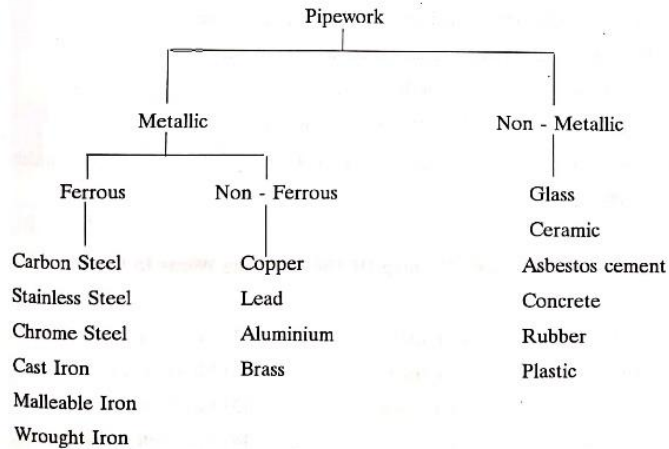 Pipework
Metallic
Non - Metallic
Ferrous
Non - Ferrous
Glass
Ceramic
Carbon Steel
Copper
Asbestos cement
Stainless Steel
Lead
Concrete
Chrome Steel
Aluminium
Rubber
Cast Iron
Brass
Plastic
Malleable Iron
Wrought Iron